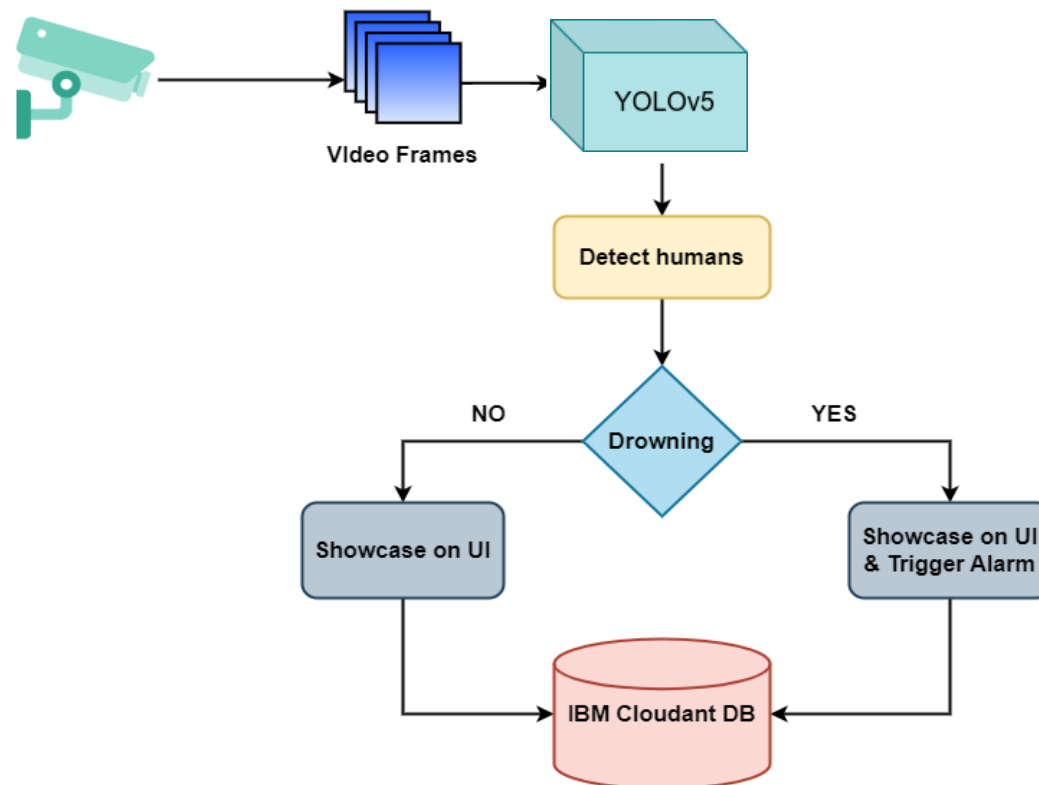 VIdeo Frames
YOLOv5
Detect humans
NO
YES
Drowning
Showcase on UI
Showcase on UI
& Trigger Alarm
IBM Cloudant DB